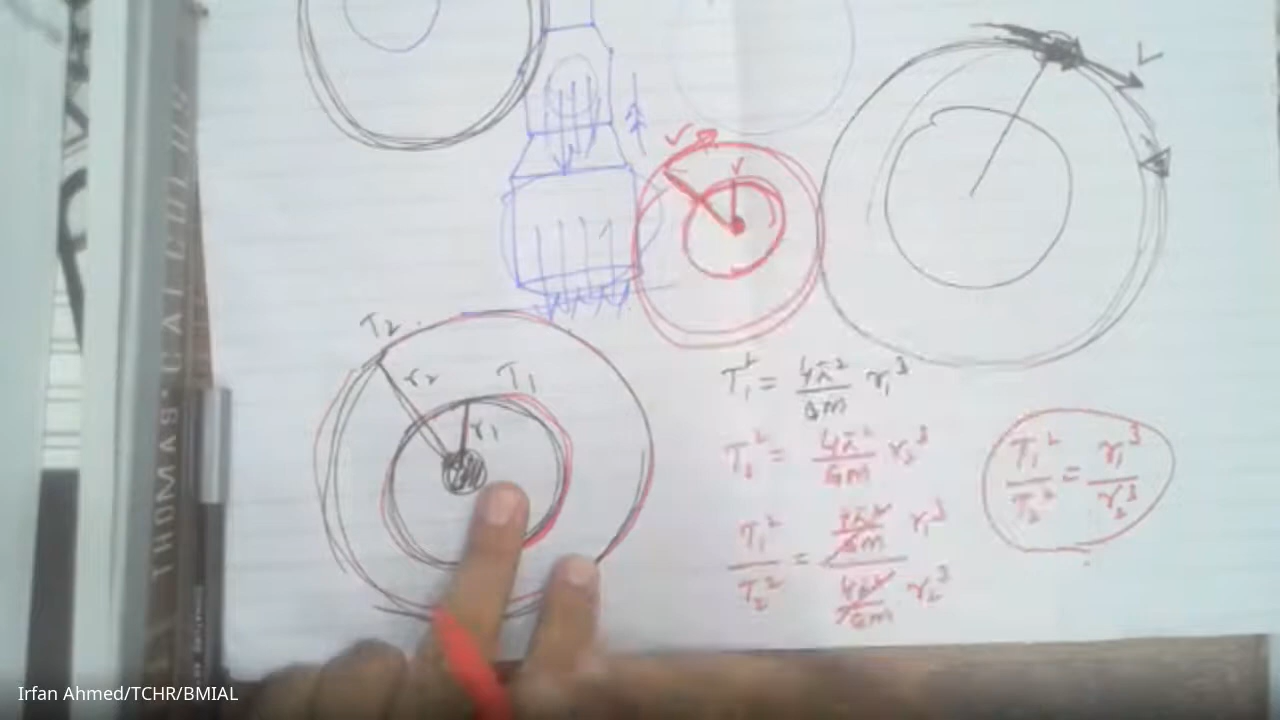 v
v
v
T₂
r₂
T₁
r₁
T₁² = 4π²/GM r₁³
T₂² = 4π²/GM r₂³
T₁²/T₂² = r₁³/r₂³
T₁²/T₂² = 4π²/GM r₁³ / 4π²/GM r₂³
THOMAS' CALCULUS
Irfan Ahmed/TCHR/BMIAL